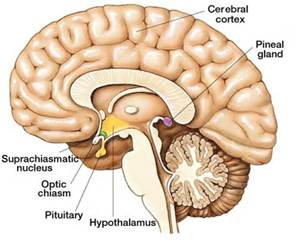 Cerebral
cortex
Pineal
gland
Suprachiasmatic
nucleus
Optic
chiasm
Pituitary
Hypothalamus